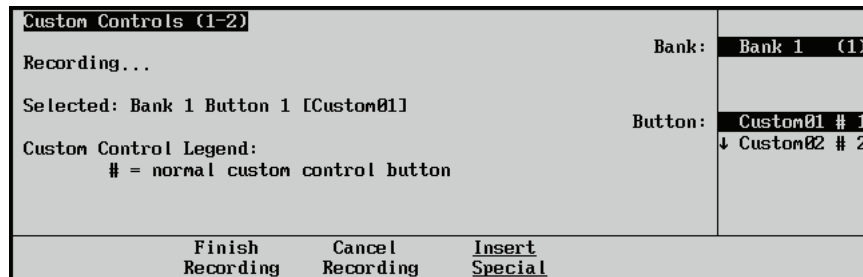 Custom Controls (1-2)
Bank: Bank 1 (1)
Recording...
Selected: Bank 1 Button 1 [Custom01]
Button: Custom01 # 1
Custom Control Legend: ↓ Custom02 # 2
# = normal custom control button
Finish Cancel Insert
Recording Recording Special